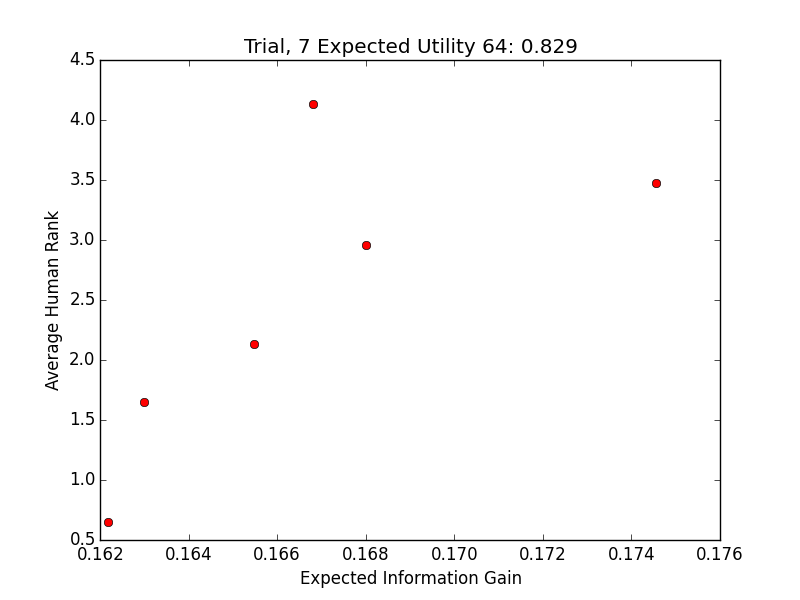 Trial, 7 Expected Utility 64: 0.829
4.5
4.0
3.5
3.0
2.5
2.0
1.5
1.0
0.5
Average Human Rank
0.162 0.164 0.166 0.168 0.170 0.172 0.174 0.176
Expected Information Gain